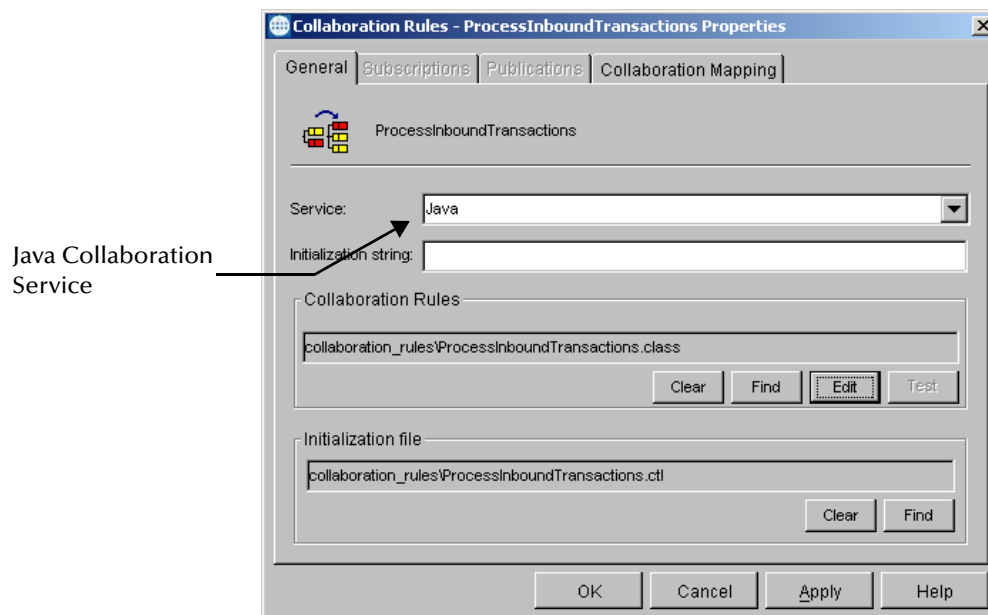 Collaboration Rules - ProcessInboundTransactions Properties
General Subscriptions Publications Collaboration Mapping
ProcessInboundTransactions
Service: Java
Java Collaboration
Service
Initialization string:
Collaboration Rules
collaboration_rules\ProcessInboundTransactions.class
Clear Find Edit Test
Initialization file
collaboration_rules\ProcessInboundTransactions.ctl
Clear Find
OK Cancel Apply Help